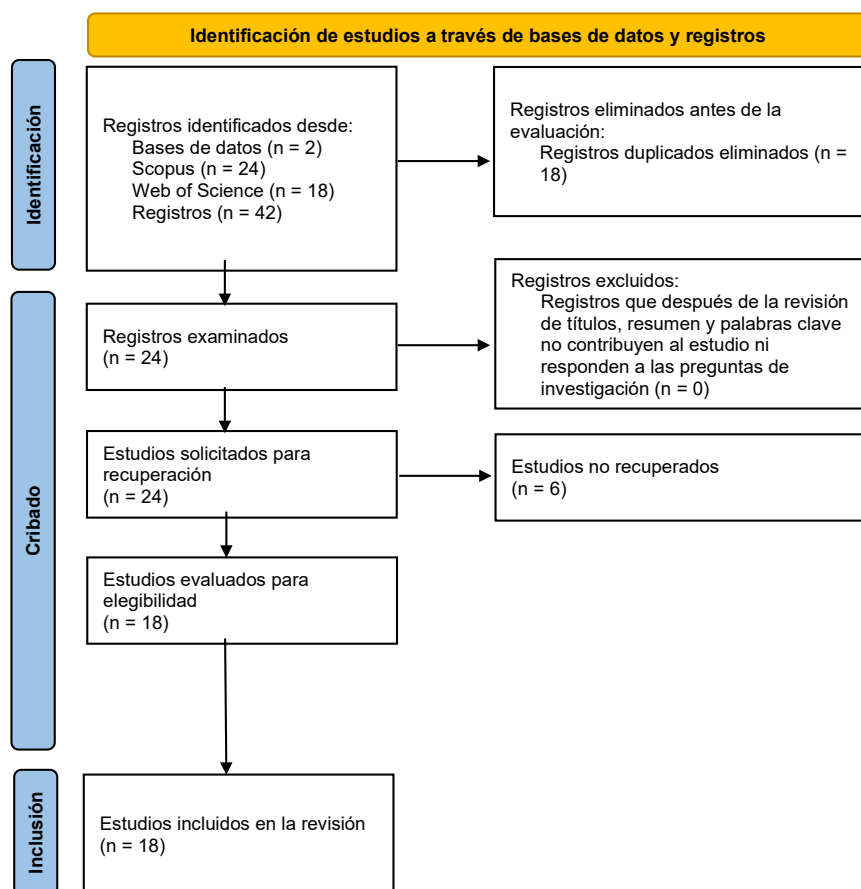 Identificación de estudios a través de bases de datos y registros
Identificación
Registros identificados desde:
Bases de datos (n = 2)
Scopus (n = 24)
Web of Science (n = 18)
Registros (n = 42)
Registros eliminados antes de la
evaluación:
Registros duplicados eliminados (n =
18)
Cribado
Registros examinados
(n = 24)
Registros excluidos:
Registros que después de la revisión
de títulos, resumen y palabras clave
no contribuyen al estudio ni
responden a las preguntas de
investigación (n = 0)
Estudios solicitados para
recuperación
(n = 24)
Estudios no recuperados
(n = 6)
Estudios evaluados para
elegibilidad
(n = 18)
Inclusión
Estudios incluidos en la revisión
(n = 18)